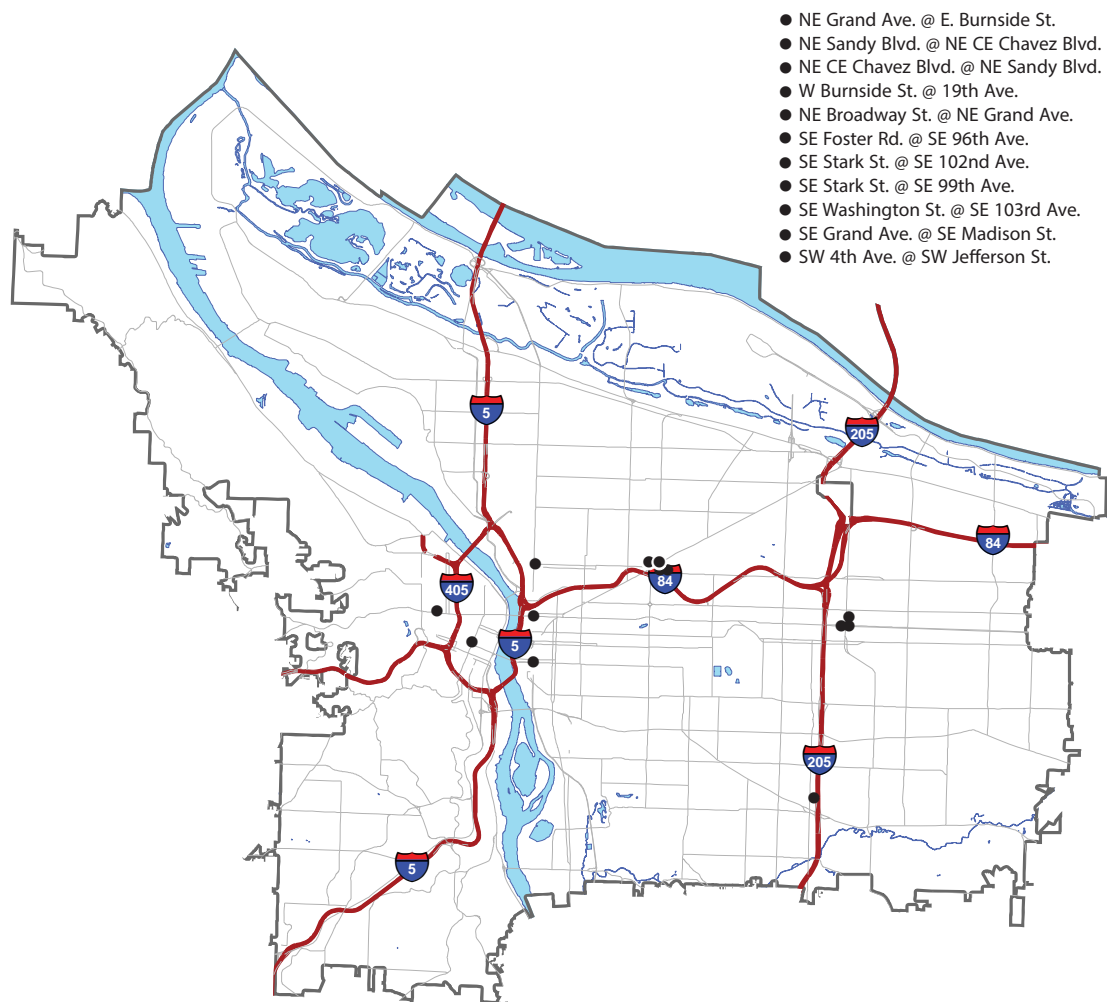 NE Grand Ave. @ E. Burnside St.
NE Sandy Blvd. @ NE CE Chavez Blvd.
NE CE Chavez Blvd. @ NE Sandy Blvd.
W Burnside St. @ 19th Ave.
NE Broadway St. @ NE Grand Ave.
SE Foster Rd. @ SE 96th Ave.
SE Stark St. @ SE 102nd Ave.
SE Stark St. @ SE 99th Ave.
SE Washington St. @ SE 103rd Ave.
SE Grand Ave. @ SE Madison St.
SW 4th Ave. @ SW Jefferson St.
5
205
84
84
405
5
205
5